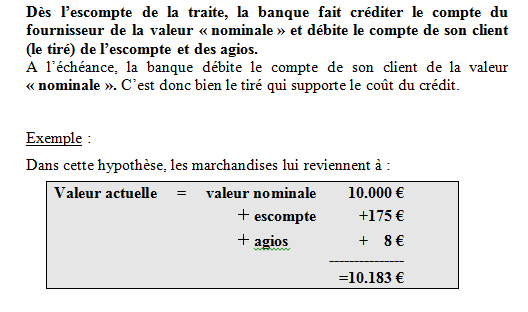 Dès l’escompte de la traite, la banque fait créditer le compte du
fournisseur de la valeur « nominale » et débite le compte de son client
(le tiré) de l’escompte et des agios.
A l’échéance, la banque débite le compte de son client de la valeur
« nominale ». C’est donc bien le tiré qui supporte le coût du crédit.
Exemple :
Dans cette hypothèse, les marchandises lui reviennent à :
Valeur actuelle = valeur nominale 10.000 €
+ escompte +175 €
+ agios + 8 €
---------------
=10.183 €